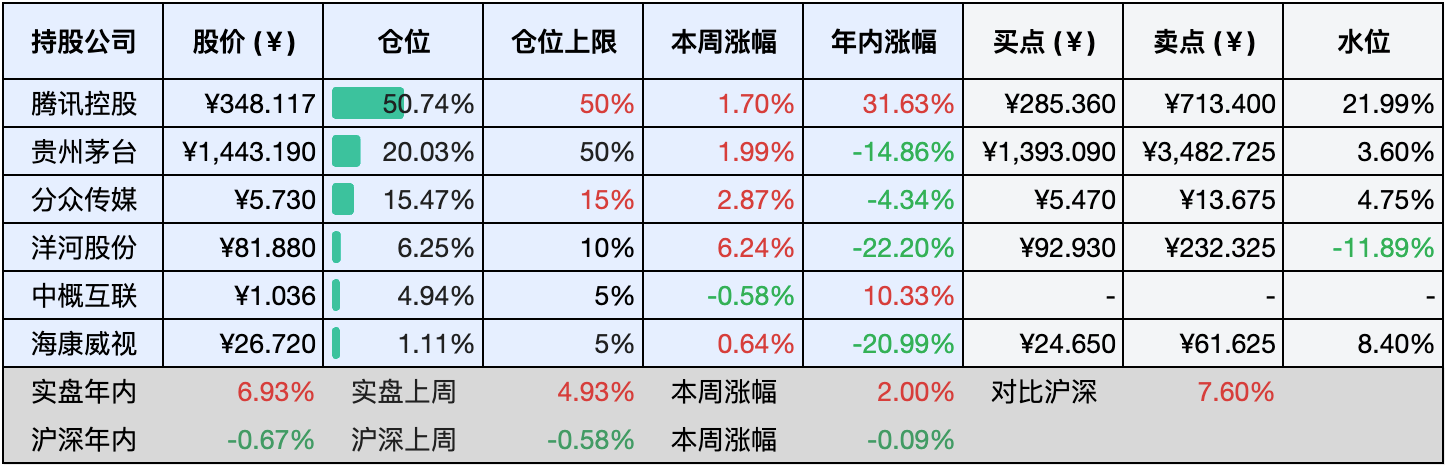 持股公司 股价 (¥) 仓位 仓位上限 本周涨幅 年内涨幅 买点 (¥) 卖点 (¥) 水位
腾讯控股 ¥348.117 50.74% 50% 1.70% 31.63% ¥285.360 ¥713.400 21.99%
贵州茅台 ¥1,443.190 20.03% 50% 1.99% -14.86% ¥1,393.090 ¥3,482.725 3.60%
分众传媒 ¥5.730 15.47% 15% 2.87% -4.34% ¥5.470 ¥13.675 4.75%
洋河股份 ¥81.880 6.25% 10% 6.24% -22.20% ¥92.930 ¥232.325 -11.89%
中概互联 ¥1.036 4.94% 5% -0.58% 10.33% - - -
海康威视 ¥26.720 1.11% 5% 0.64% -20.99% ¥24.650 ¥61.625 8.40%
实盘年内 6.93% 实盘上周 4.93% 本周涨幅 2.00% 对比沪深 7.60%
沪深年内 -0.67% 沪深上周 -0.58% 本周涨幅 -0.09%